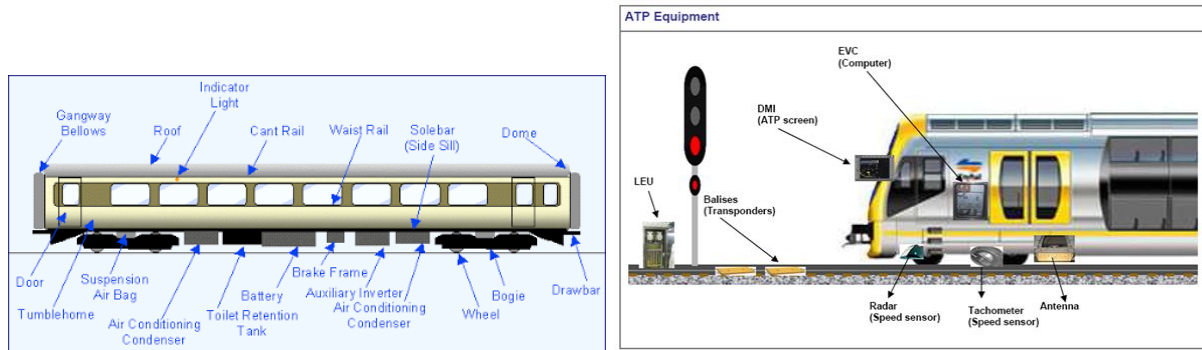 Indicator
Light
Gangway
Bellows
Roof
Cant Rail
Waist Rail
Solebar
(Side Sill)
Dome
Door
Tumblehome
Suspension
Air Bag
Air Conditioning
Condenser
Toilet Retention
Tank
Battery
Brake Frame
Auxiliary Inverter
Air Conditioning
Condenser
Wheel
Bogie
Drawbar
ATP Equipment
EVC
(Computer)
DMI
(ATP screen)
LEU
Balises
(Transponders)
Radar
(Speed sensor)
Tachometer
(Speed sensor)
Antenna